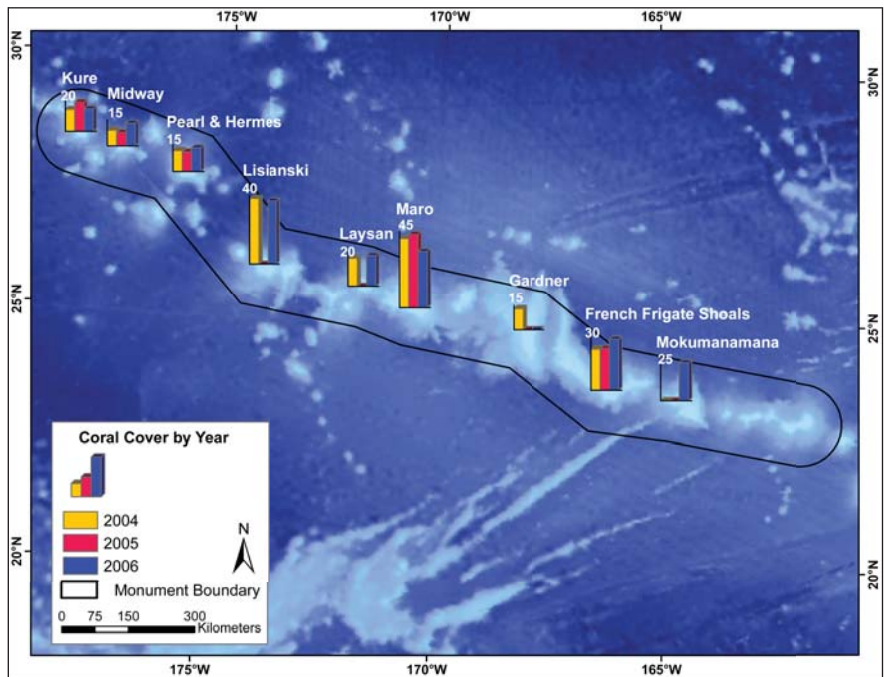 175°W 170°W 165°W
30°N
30°N
Kure
20
Midway
15
Pearl & Hermes
15
Lisianski
40
Laysan
20
Maro
45
Gardner
15
French Frigate Shoals
30
Mokumanamana
25
25°N
25°N
Coral Cover by Year
2004
2005
2006
Monument Boundary
0 75 150 300
Kilometers
N
20°N
20°N
175°W 170°W 165°W